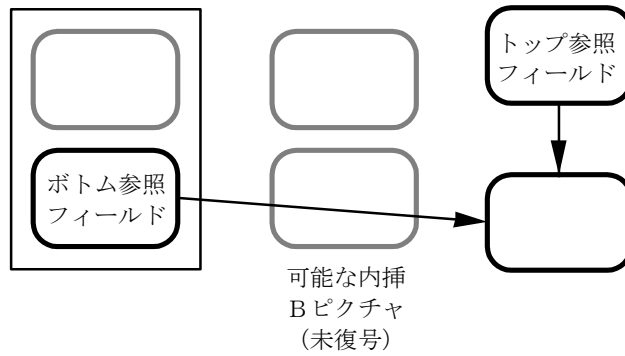 トップ参照
フィールド
ボトム参照
フィールド
可能な内挿
Ｂピクチャ
（未復号）